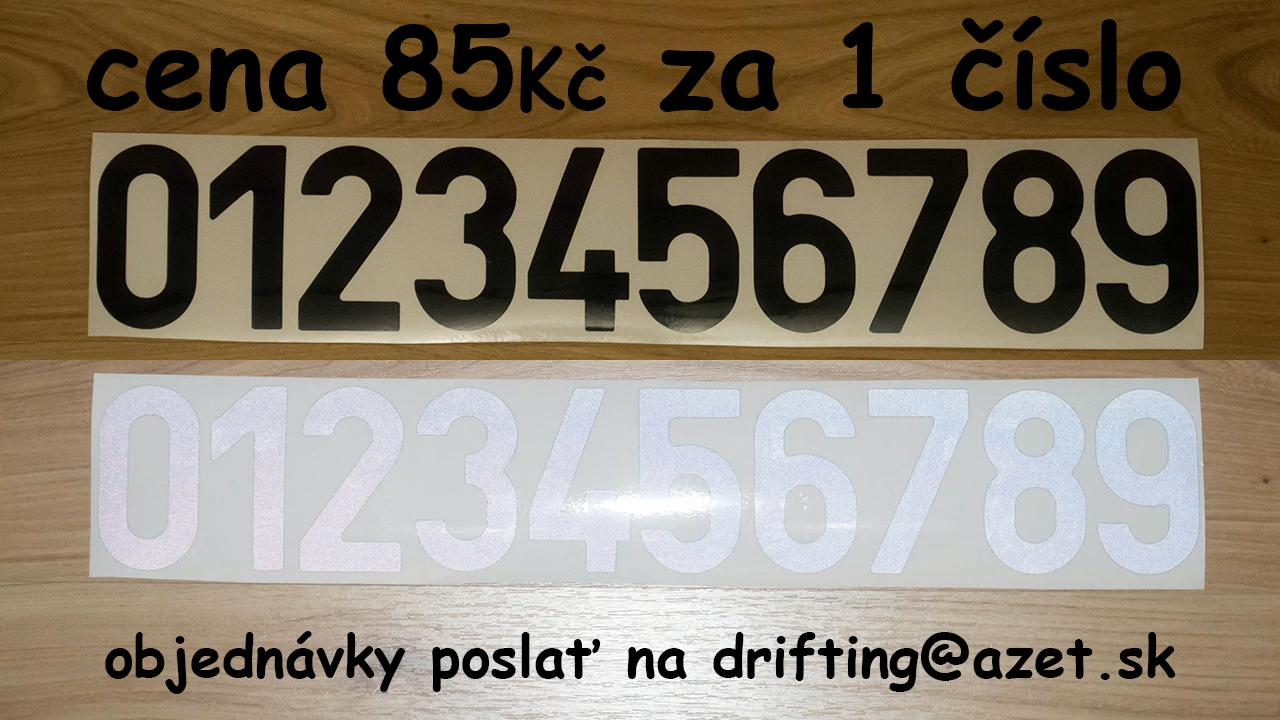 cena 85Kč za 1 číslo
0123456789
0123456789
objednávky poslať na drifting@azet.sk